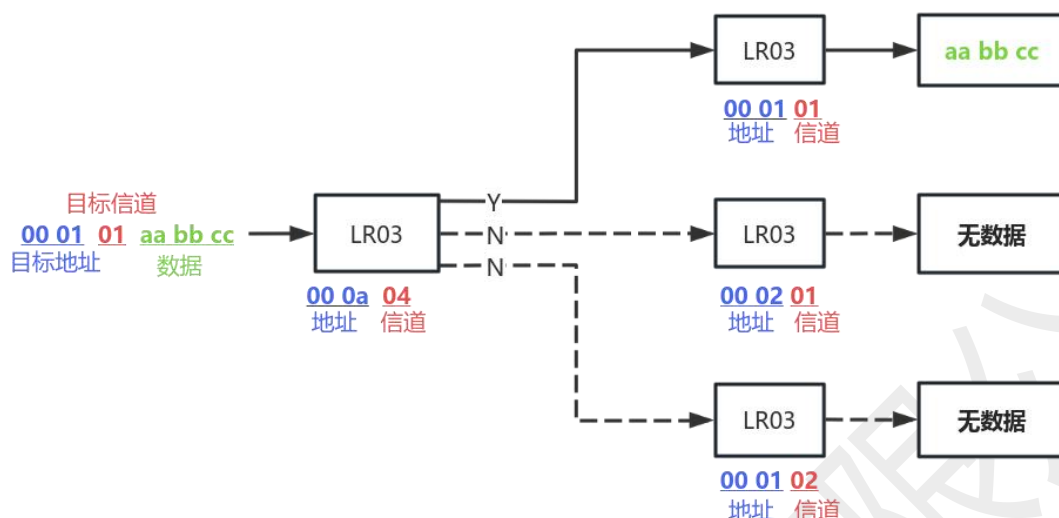 目标信道
00 01 01 aa bb cc
目标地址 数据
LR03
00 0a 04
地址 信道
Y
N
N
LR03
aa bb cc
00 01 01
地址 信道
LR03
无数据
00 02 01
地址 信道
LR03
无数据
00 01 02
地址 信道
限公